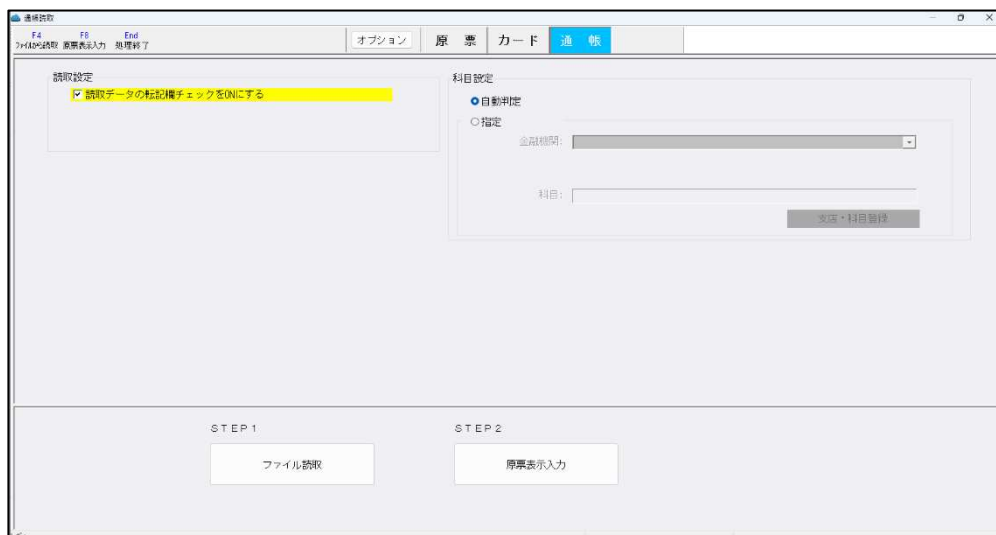 通帳読取
F4 F8 End
ファイルから読取 原票表示入力 処理終了
オプション 原 票 カード 通 帳
読取設定
読取データの転記欄チェックをONにする
科目設定
自動判定
指定
金融機関:
科目:
支店・科目登録
STEP1 STEP2
ファイル読取 原票表示入力